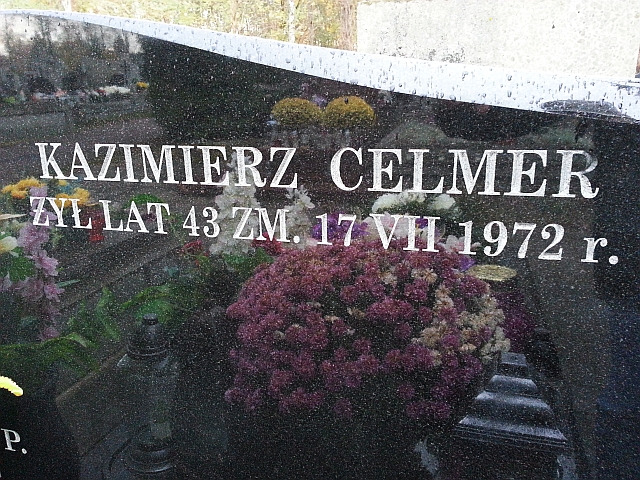 KAZIMIERZ CELMER
ŻYŁ LAT 43 ZM. 17 VII 1972 r.
P.